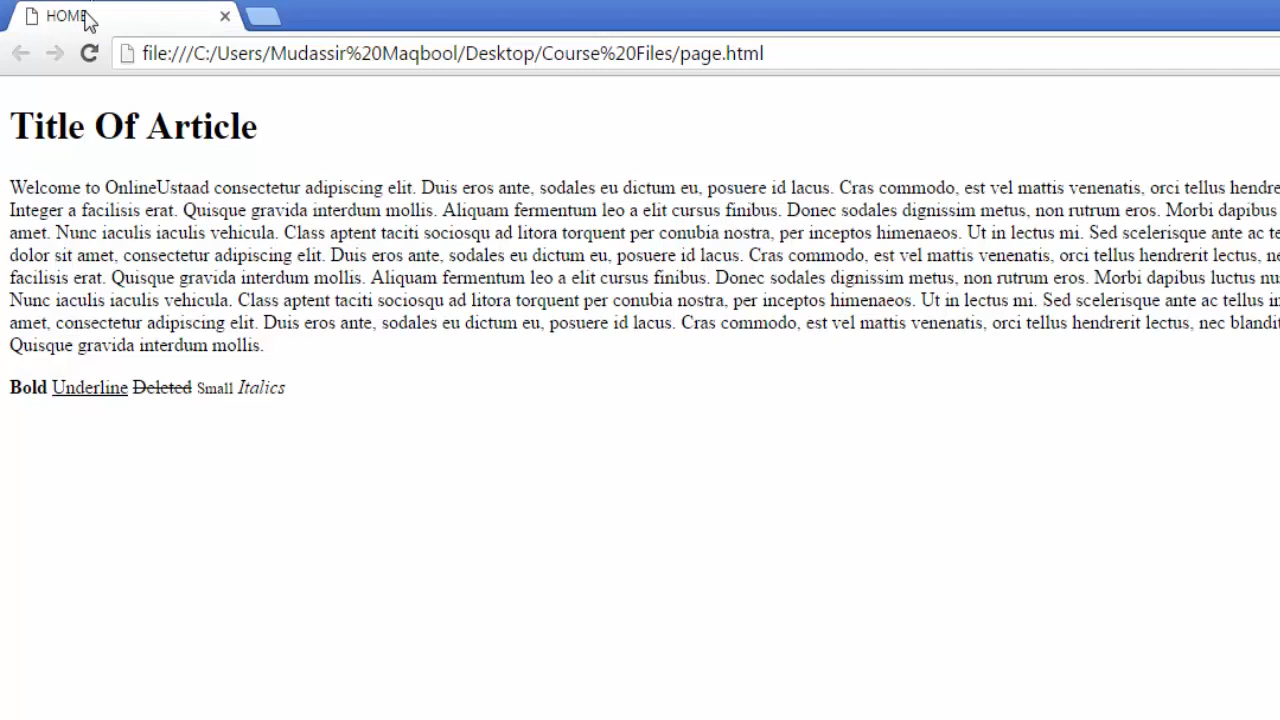 HOME
file:///C:/Users/Mudassir%20Maqbool/Desktop/Course%20Files/page.html
Title Of Article
Welcome to OnlineUstaad consectetur adipiscing elit. Duis eros ante, sodales eu dictum eu, posuere id lacus. Cras commodo, est vel mattis venenatis, orci tellus hendre
Integer a facilisis erat. Quisque gravida interdum mollis. Aliquam fermentum leo a elit cursus finibus. Donec sodales dignissim metus, non rutrum eros. Morbi dapibus
amet. Nunc iaculis iaculis vehicula. Class aptent taciti sociosqu ad litora torquent per conubia nostra, per inceptos himenaeos. Ut in lectus mi. Sed scelerisque ante ac te
dolor sit amet, consectetur adipiscing elit. Duis eros ante, sodales eu dictum eu, posuere id lacus. Cras commodo, est vel mattis venenatis, orci tellus hendrerit lectus, ne
facilisis erat. Quisque gravida interdum mollis. Aliquam fermentum leo a elit cursus finibus. Donec sodales dignissim metus, non rutrum eros. Morbi dapibus luctus nu
Nunc iaculis iaculis vehicula. Class aptent taciti sociosqu ad litora torquent per conubia nostra, per inceptos himenaeos. Ut in lectus mi. Sed scelerisque ante ac tellus in
amet, consectetur adipiscing elit. Duis eros ante, sodales eu dictum eu, posuere id lacus. Cras commodo, est vel mattis venenatis, orci tellus hendrerit lectus, nec blandit
Quisque gravida interdum mollis.
Bold Underline Deleted Small Italics